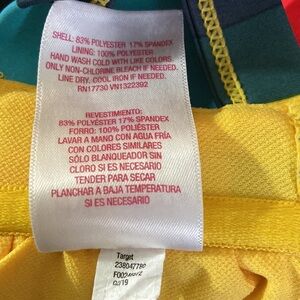 SHELL: 83% POLYESTER 17% SPANDEX
LINING: 100% POLYESTER
HAND WASH COLD WITH LIKE COLORS.
ONLY NON-CHLORINE BLEACH IF NEEDED.
LINE DRY. COOL IRON IF NEEDED.
RN17730 VN1322392
REVESTIMIENTO:
83% POLIÉSTER 17% SPANDEX
FORRO: 100% POLIÉSTER
LAVAR A MANO CON AGUA FRÍA
CON COLORES SIMILARES
SÓLO BLANQUEADOR SIN
CLORO SI ES NECESARIO
TENDER PARA SECAR
PLANCHAR A BAJA TEMPERATURA
SI ES NECESARIO
Target
238047780
0319